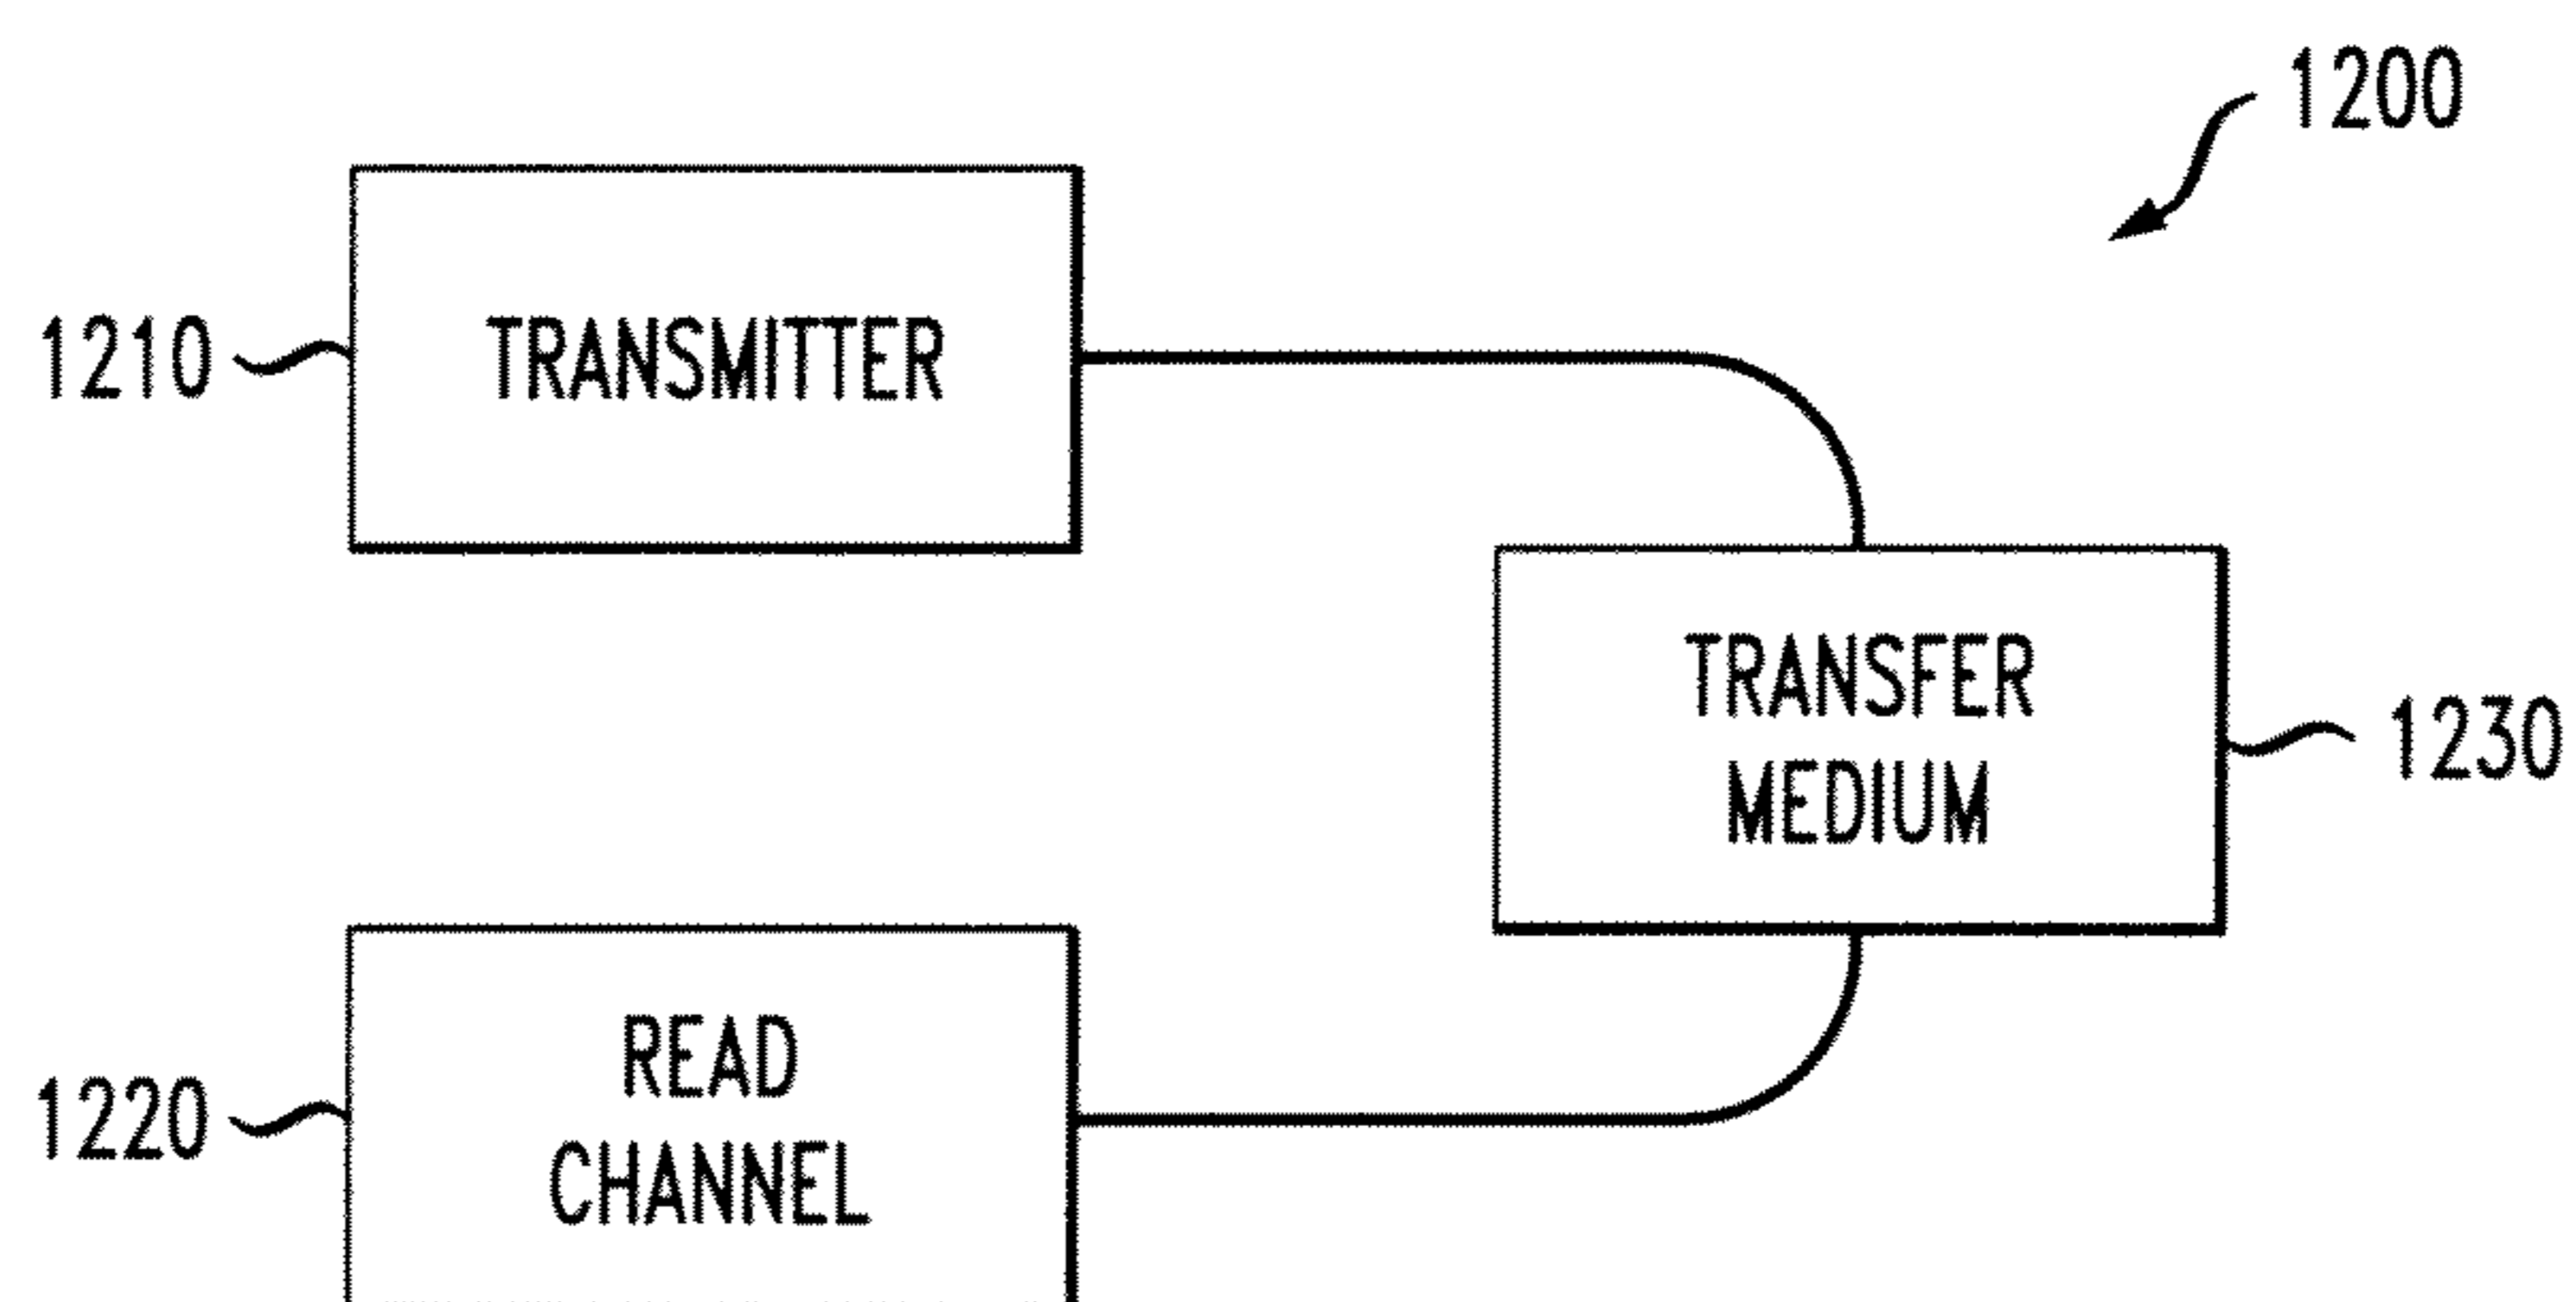 1200
1210
TRANSMITTER
TRANSFER
MEDIUM
1230
READ
CHANNEL
1220